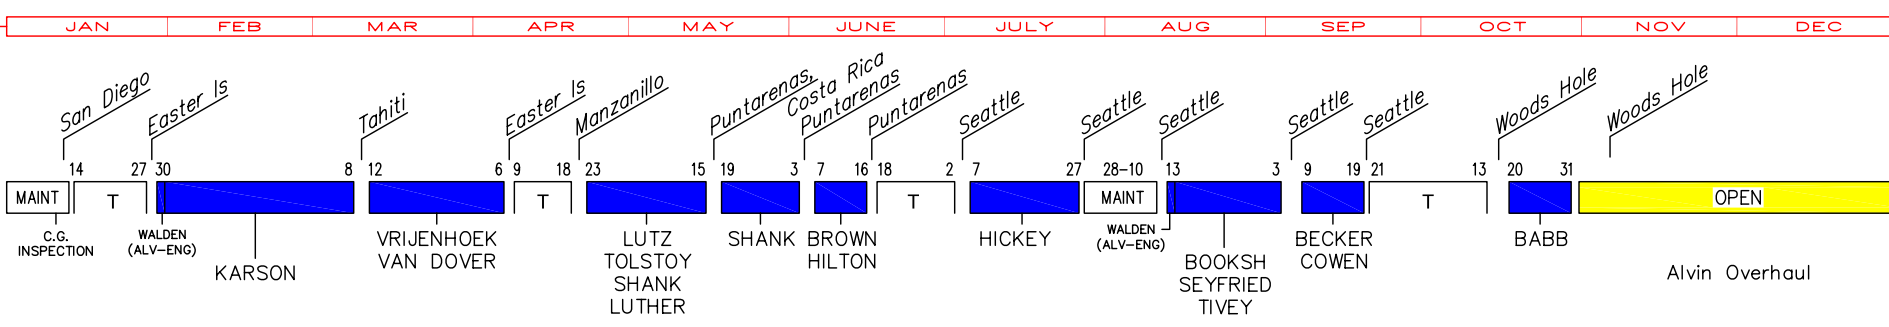 JAN FEB MAR APR MAY JUNE JULY AUG SEP OCT NOV DEC
San Diego Easter Is Tahiti Easter Is Manzanillo Puntarenas, Costa Rica Puntarenas Puntarenas Seattle Seattle Seattle Seattle Seattle Woods Hole Woods Hole
14 27 30 8 12 6 9 18 23 15 19 3 7 16 18 2 7 27 28-10 13 3 9 19 21 13 20 31
MAINT T T T MAINT T OPEN
C.G.
INSPECTION
WALDEN
(ALV-ENG)
KARSON
VRIJENHOEK
VAN DOVER
LUTZ
TOLSTOY
SHANK
LUTHER
SHANK
BROWN
HILTON
HICKEY
WALDEN
(ALV-ENG)
BOOKSH
SEYFRIED
TIVEY
BECKER
COWEN
BABB
Alvin Overhaul